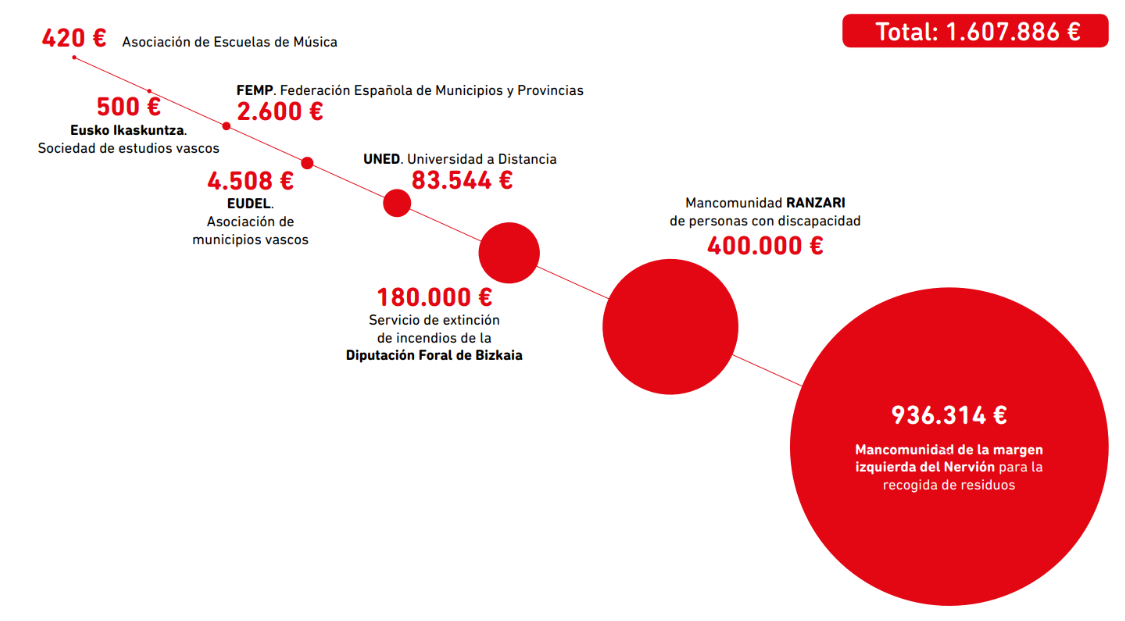 Total: 1.607.886 €
420 € Asociación de Escuelas de Música
FEMP. Federación Española de Municipios y Provincias
2.600 €
500 €
Eusko Ikaskuntza.
Sociedad de estudios vascos
UNED. Universidad a Distancia
83.544 €
4.508 €
EUDEL.
Asociación de
municipios vascos
Mancomunidad RANZARI
de personas con discapacidad
400.000 €
180.000 €
Servicio de extinción
de incendios de la
Diputación Foral de Bizkaia
936.314 €
Mancomunidad de la margen
izquierda del Nervión para la
recogida de residuos